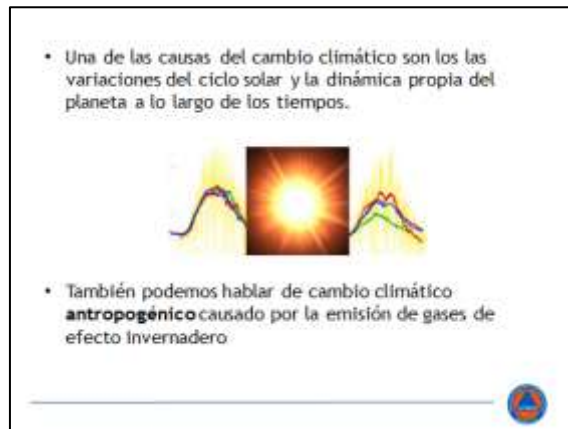 • Una de las causas del cambio climático son los las
variaciones del ciclo solar y la dinámica propia del
planeta a lo largo de los tiempos.
• También podemos hablar de cambio climático
antropogénico causado por la emisión de gases de
efecto invernadero